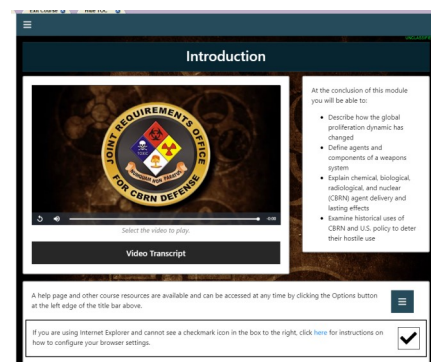 Exit Course
Hide TOC
UNCLASSIFIED
Introduction
JOINT REQUIREMENTS OFFICE
FOR CBRN DEFENSE
0:03
Select the video to play.
Video Transcript
At the conclusion of this module
you will be able to:
• Describe how the global
proliferation dynamic has
changed
• Define agents and
components of a weapons
system
• Explain chemical, biological,
radiological, and nuclear
(CBRN) agent delivery and
lasting effects
• Examine historical uses of
CBRN and U.S. policy to deter
their hostile use
A help page and other course resources are available and can be accessed at any time by clicking the Options button
at the left edge of the title bar above.
If you are using Internet Explorer and cannot see a checkmark icon in the box to the right, click here for instructions on
how to configure your browser settings.